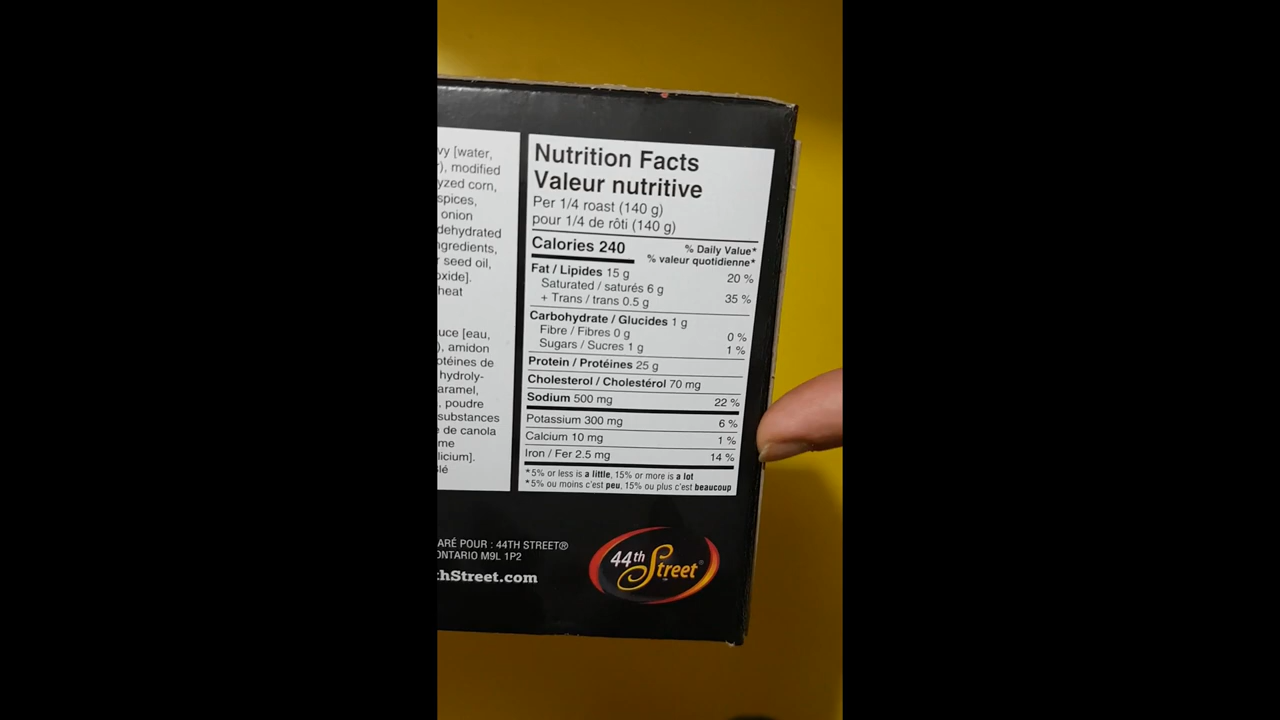 vy [water,
), modified
yzed corn,
spices,
onion
dehydrated
ngredients,
r seed oil,
oxide].
heat
uce [eau,
), amidon
otéines de
hydroly-
aramel,
, poudre
substances
e de canola
me
licium].
lé
Nutrition Facts
Valeur nutritive
Per 1/4 roast (140 g)
pour 1/4 de rôti (140 g)
Calories 240
% Daily Value*
% valeur quotidienne*
Fat / Lipides 15 g 20 %
Saturated / saturés 6 g
+ Trans / trans 0.5 g 35 %
Carbohydrate / Glucides 1 g
Fibre / Fibres 0 g 0 %
Sugars / Sucres 1 g 1 %
Protein / Protéines 25 g
Cholesterol / Cholestérol 70 mg
Sodium 500 mg 22 %
Potassium 300 mg 6 %
Calcium 10 mg 1 %
Iron / Fer 2.5 mg 14 %
*5% or less is a little, 15% or more is a lot
*5% ou moins c'est peu, 15% ou plus c'est beaucoup
ARÉ POUR : 44TH STREET®
ONTARIO M9L 1P2
hStreet.com
44th Street